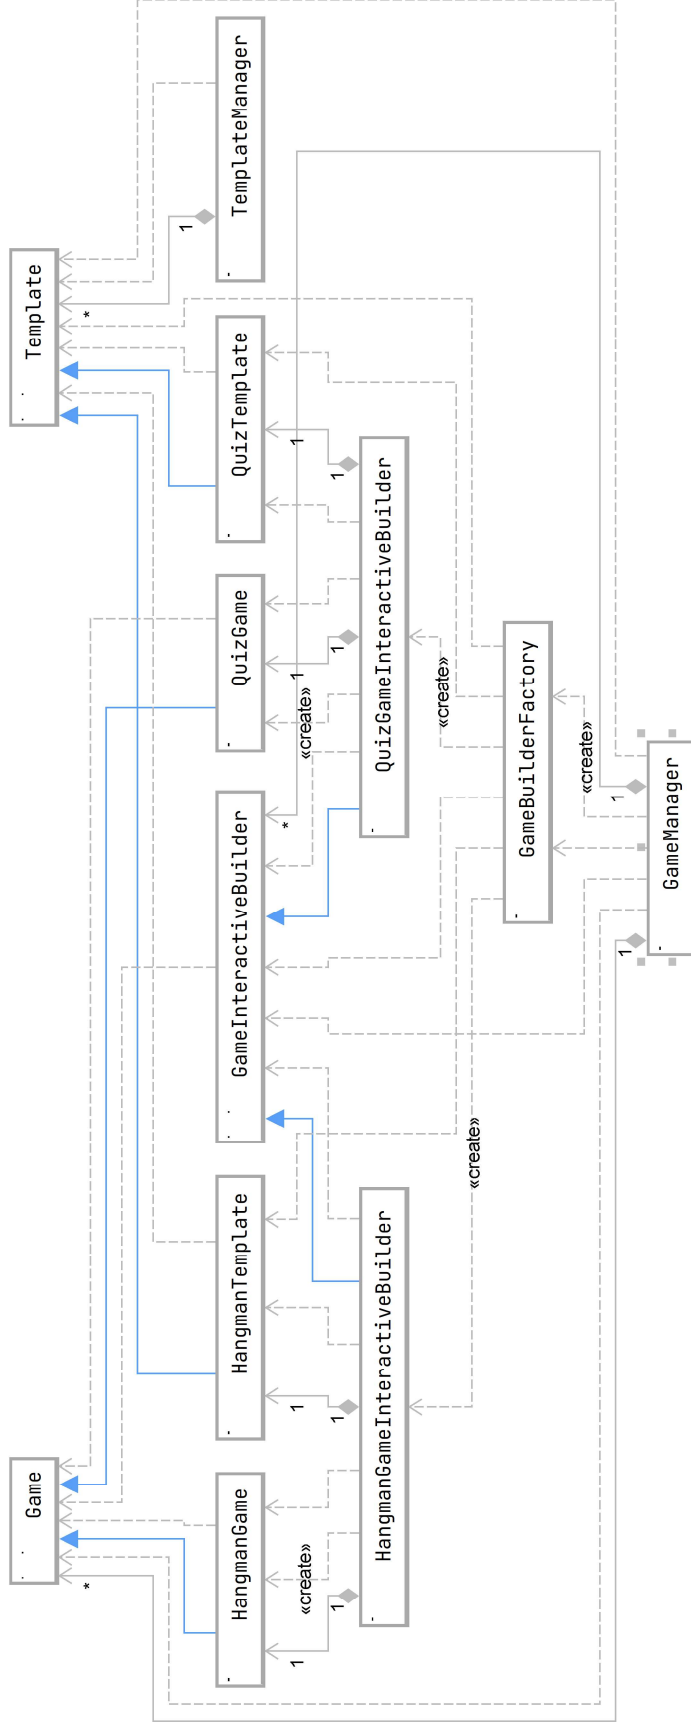 Game
Template
HangmanGame
HangmanTemplate
GameInteractiveBuilder
QuizGame
QuizTemplate
TemplateManager
*
*
1
1
1
1
1
*
«create»
«create»
1
1
1
1
HangmanGameInteractiveBuilder
QuizGameInteractiveBuilder
«create»
«create»
GameBuilderFactory
«create»
1
1
GameManager